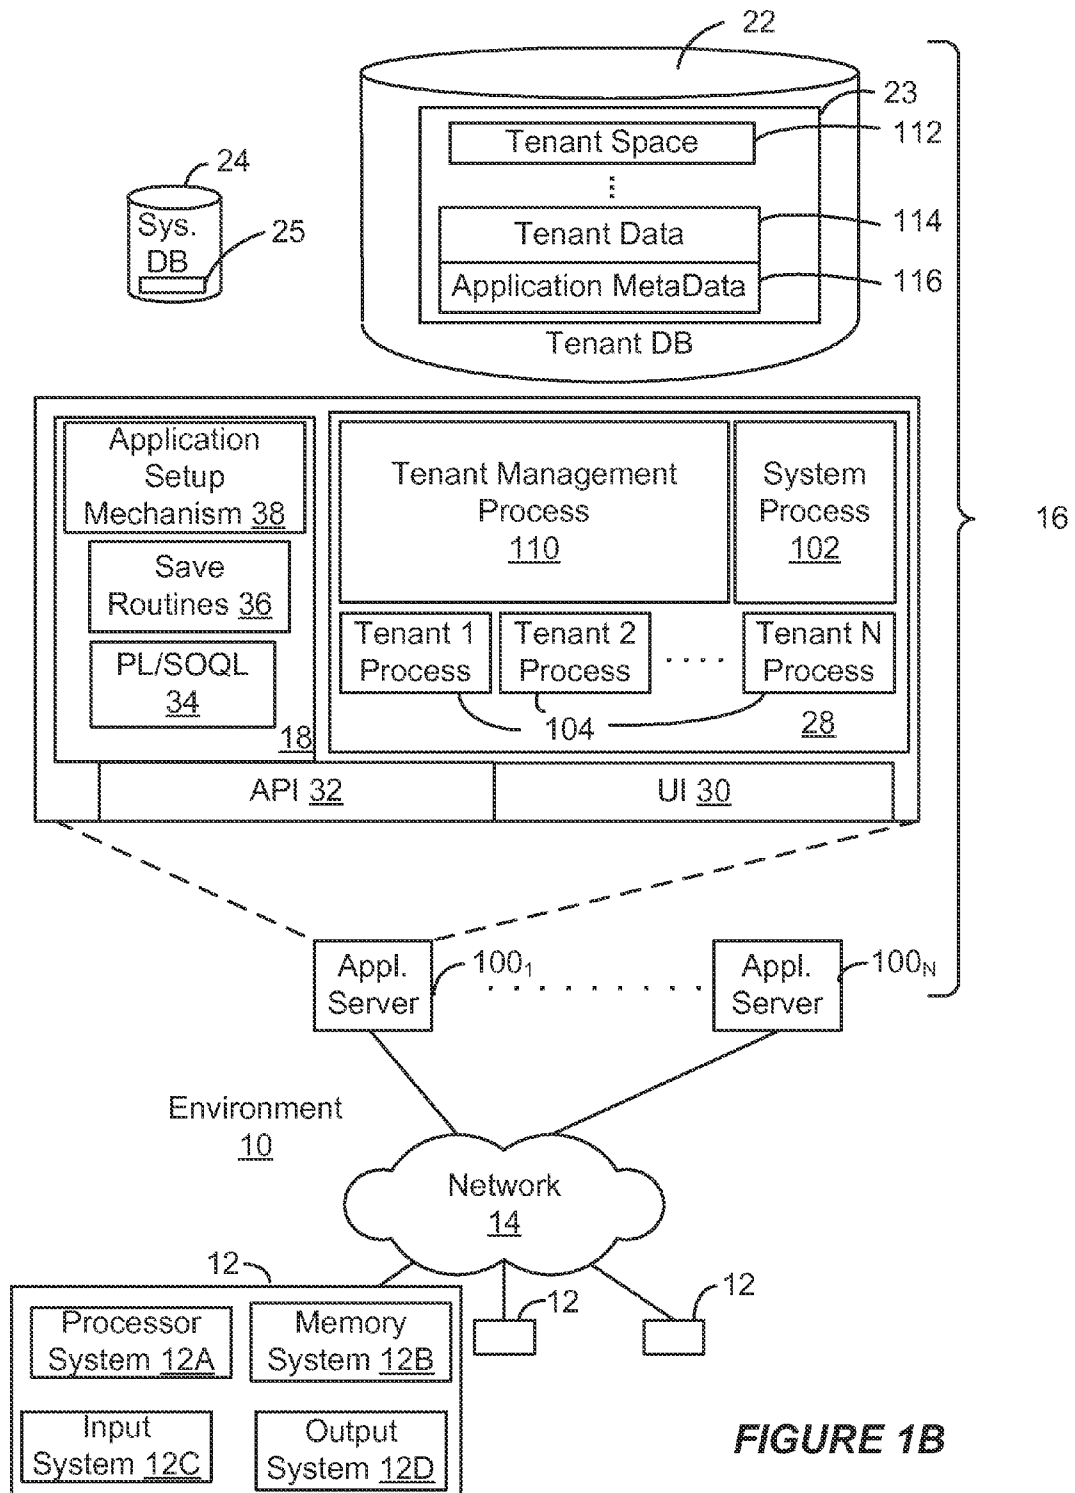 22
23
Tenant Space
112
24
Sys.
DB
25
Tenant Data
114
Application MetaData
116
Tenant DB
16
Application
Setup
Mechanism 38
Save
Routines 36
PL/SOQL
34
18
Tenant Management
Process
110
System
Process
102
Tenant 1
Process
Tenant 2
Process
Tenant N
Process
104
28
API 32
UI 30
Appl.
Server
100₁
Appl.
Server
100ₙ
Environment
10
Network
14
12
12
12
Processor
System 12A
Memory
System 12B
Input
System 12C
Output
System 12D
FIGURE 1B